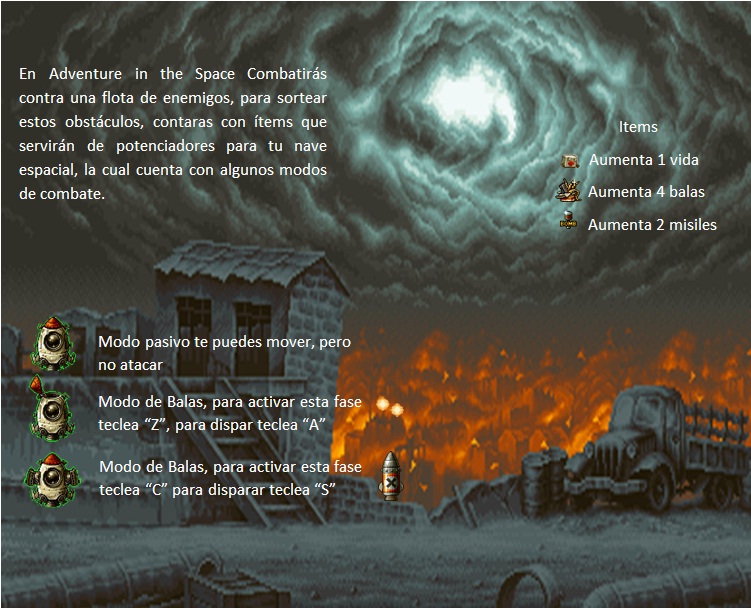 En Adventure in the Space Combatirás
contra una flota de enemigos, para sortear
estos obstáculos, contaras con ítems que
servirán de potenciadores para tu nave
espacial, la cual cuenta con algunos modos
de combate.
Items
Aumenta 1 vida
Aumenta 4 balas
BOMB
Aumenta 2 misiles
Modo pasivo te puedes mover, pero
no atacar
Modo de Balas, para activar esta fase
teclea “Z”, para dispar teclea “A”
Modo de Balas, para activar esta fase
teclea “C” para disparar teclea “S”